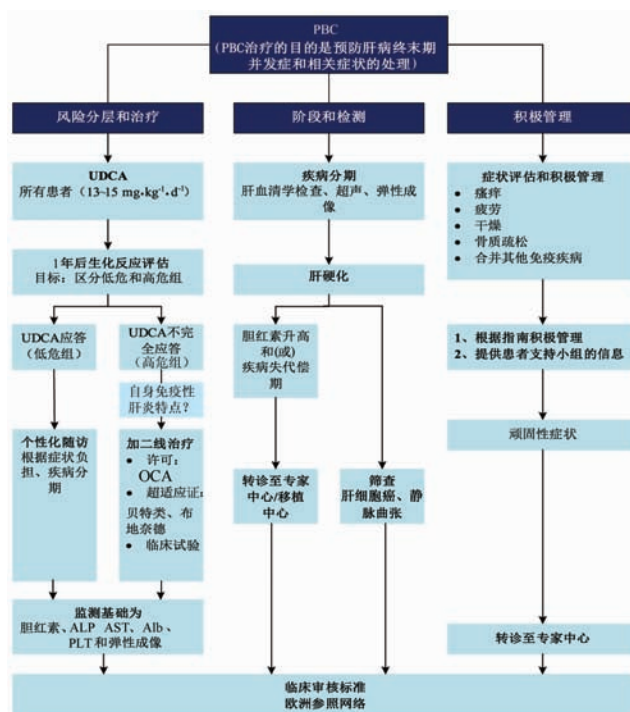 PBC
（PBC治疗的目的是预防肝病终末期
并发症和相关症状的处理）
风险分层和治疗
UDCA
所有患者（13~15 mg·kg⁻¹·d⁻¹）
1年后生化反应评估
目标：区分低危和高危组
UDCA应答
（低危组）
UDCA不完
全应答
（高危组）
自身免疫性
肝炎特点？
个性化随访
根据症状负
担、疾病分
期
加二线治疗
• 许可：
OCA
• 超适应证：
贝特类、布
地奈德
• 临床试验
监测基础为
胆红素、ALP AST、Alb、
PLT和弹性成像
阶段和检测
疾病分期
肝血清学检查、超声、弹性成
像
肝硬化
胆红素升高
和(或)
疾病失代偿
期
转诊至专家
中心/移植
中心
筛查
肝细胞癌、静
脉曲张
积极管理
症状评估和积极管理
• 瘙痒
• 疲劳
• 干燥
• 骨质疏松
• 合并其他免疫疾病
1、根据指南积极管理
2、提供患者支持小组的信息
顽固性症状
转诊至专家中心
临床审核标准
欧洲参照网络